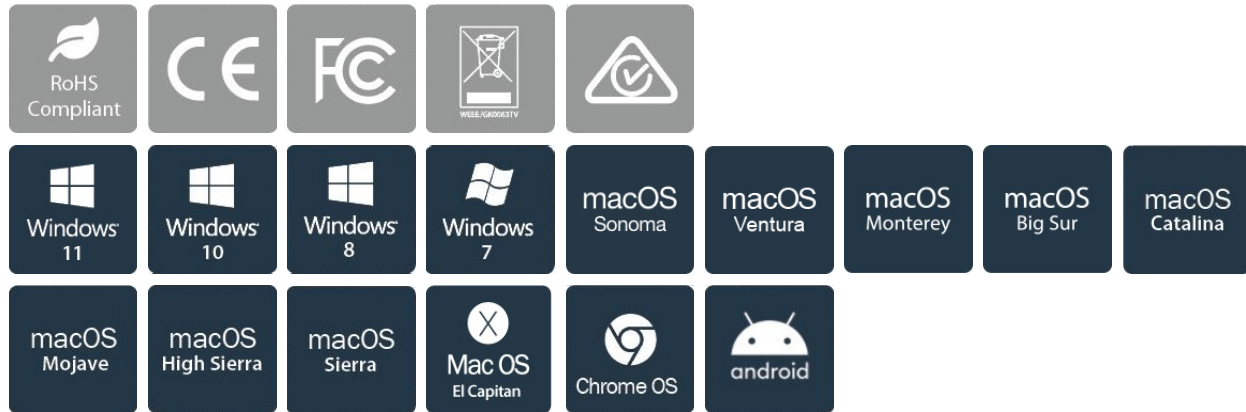 RoHS
Compliant
CE
FC
WEEE/GK0083TV
Windows
11
Windows
10
Windows
8
Windows
7
macOS
Sonoma
macOS
Ventura
macOS
Monterey
macOS
Big Sur
macOS
Catalina
macOS
Mojave
macOS
High Sierra
macOS
Sierra
X
Mac OS
El Capitan
Chrome OS
android